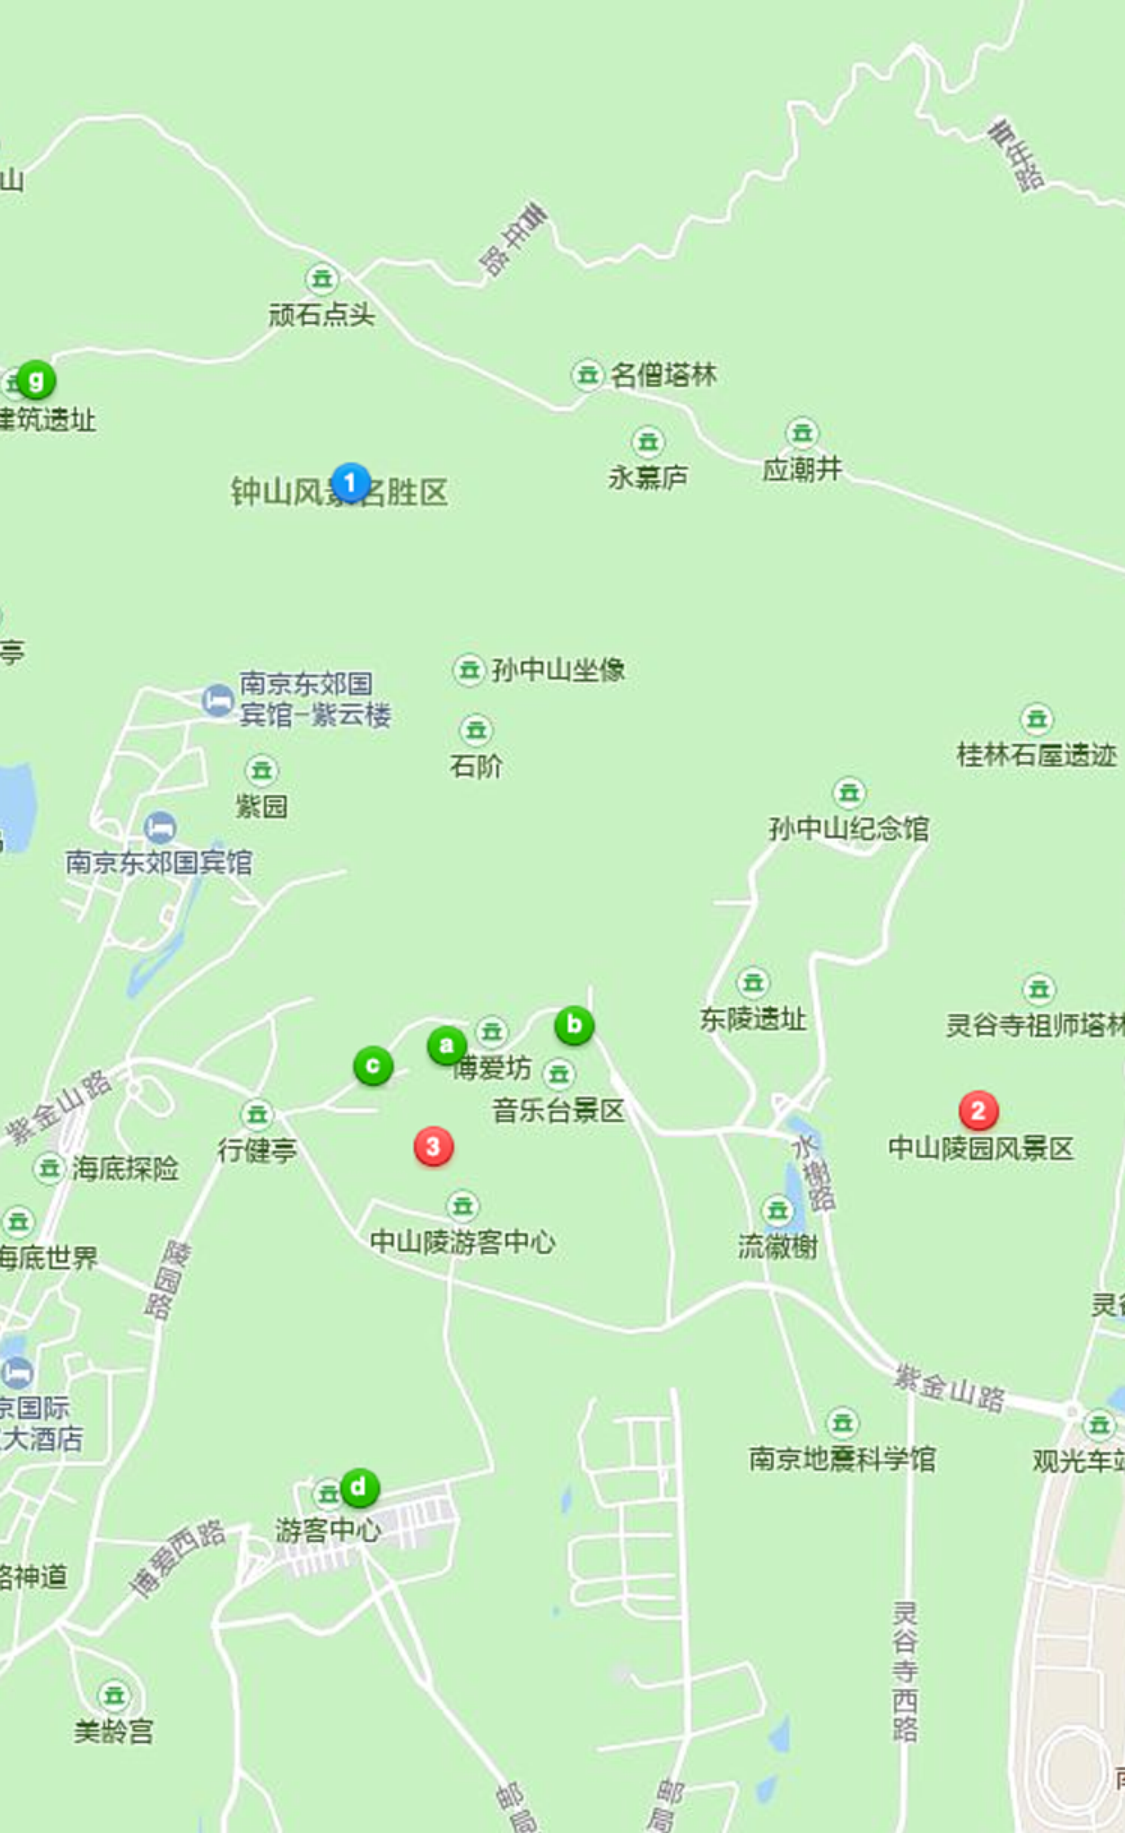 山
青年路
青年路
顽石点头
g
建筑遗址
名僧塔林
永慕庐
应潮井
1
钟山风景名胜区
亭
南京东郊国
宾馆-紫云楼
孙中山坐像
石阶
紫园
桂林石屋遗迹
孙中山纪念馆
南京东郊国宾馆
东陵遗址
灵谷寺祖师塔林
b
a
c
博爱坊
音乐台景区
紫金山路
行健亭
3
2
中山陵园风景区
海底探险
水榭路
中山陵游客中心
流徽榭
海底世界
陵园路
灵谷
紫金山路
京国际
大酒店
南京地震科学馆
观光车站
d
游客中心
博爱西路
路神道
灵谷寺西路
美龄宫
邮局
邮局